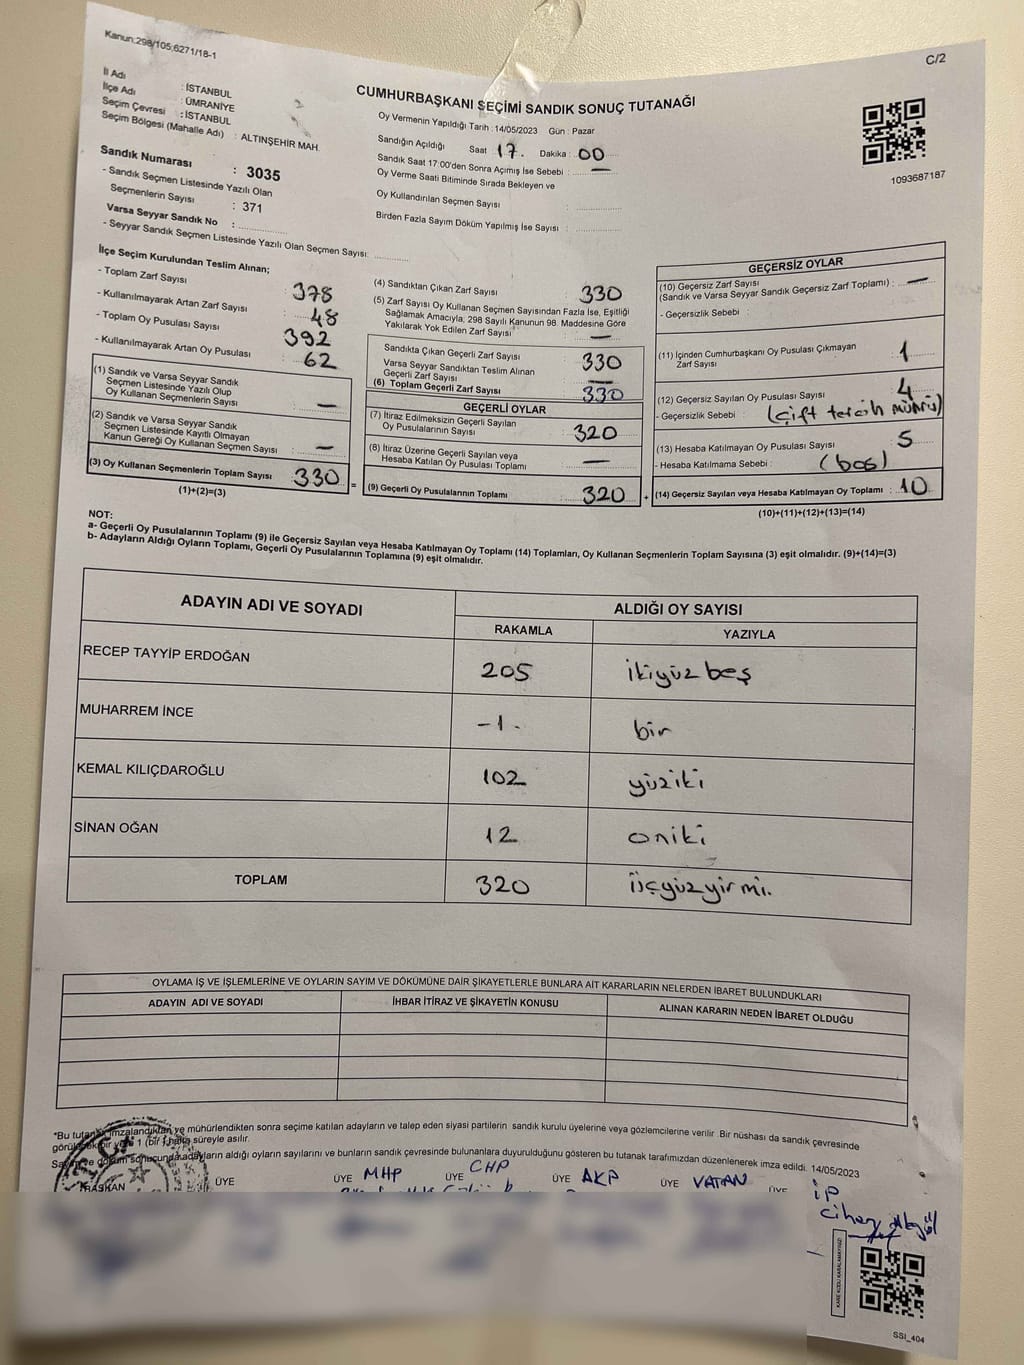 Kanun:298/105,6271/18-1
C/2
İl Adı : İSTANBUL
İlçe Adı : ÜMRANİYE
Seçim Çevresi : İSTANBUL
Seçim Bölgesi (Mahalle Adı) : ALTINŞEHİR MAH.
Sandık Numarası : 3035
- Sandık Seçmen Listesinde Yazılı Olan
Seçmenlerin Sayısı : 371
Varsa Seyyar Sandık No :
- Seyyar Sandık Seçmen Listesinde Yazılı Olan Seçmen Sayısı:
CUMHURBAŞKANI SEÇİMİ SANDIK SONUÇ TUTANAĞI
Oy Vermenin Yapıldığı Tarih : 14/05/2023 Gün : Pazar
Sandığın Açıldığı Saat 17. Dakika : 00
Sandık Saat 17:00'den Sonra Açımış İse Sebebi : —
Oy Verme Saati Bitiminde Sırada Bekleyen ve
Oy Kullandırılan Seçmen Sayısı :
Birden Fazla Sayım Döküm Yapılmış İse Sayısı :
1093687187
İlçe Seçim Kurulundan Teslim Alınan;
- Toplam Zarf Sayısı : 378
- Kullanılmayarak Artan Zarf Sayısı : 48
- Toplam Oy Pusulası Sayısı : 392
- Kullanılmayarak Artan Oy Pusulası : 62
(1) Sandık ve Varsa Seyyar Sandık
Seçmen Listesinde Yazılı Olup
Oy Kullanan Seçmenlerin Sayısı : —
(2) Sandık ve Varsa Seyyar Sandık
Seçmen Listesinde Kayıtlı Olmayan
Kanun Gereği Oy Kullanan Seçmen Sayısı : —
(3) Oy Kullanan Seçmenlerin Toplam Sayısı : 330 =
(1)+(2)=(3)
(4) Sandıktan Çıkan Zarf Sayısı : 330
(5) Zarf Sayısı Oy Kullanan Seçmen Sayısından Fazla İse, Eşitliği
Sağlamak Amacıyla; 298 Sayılı Kanunun 98. Maddesine Göre
Yakılarak Yok Edilen Zarf Sayısı : —
Sandıkta Çıkan Geçerli Zarf Sayısı : 330
Varsa Seyyar Sandıktan Teslim Alınan
Geçerli Zarf Sayısı : —
(6) Toplam Geçerli Zarf Sayısı : 330
GEÇERLİ OYLAR
(7) İtiraz Edilmeksizin Geçerli Sayılan
Oy Pusulalarının Sayısı : 320
(8) İtiraz Üzerine Geçerli Sayılan veya
Hesaba Katılan Oy Pusulası Toplamı : —
(9) Geçerli Oy Pusulalarının Toplamı : 320 +
GEÇERSİZ OYLAR
(10) Geçersiz Zarf Sayısı
(Sandık ve Varsa Seyyar Sandık Geçersiz Zarf Toplamı) : —
- Geçersizlik Sebebi :
(11) İçinden Cumhurbaşkanı Oy Pusulası Çıkmayan
Zarf Sayısı : 1
(12) Geçersiz Sayılan Oy Pusulası Sayısı : 4
- Geçersizlik Sebebi : (çift tercih mührü)
(13) Hesaba Katılmayan Oy Pusulası Sayısı : 5
- Hesaba Katılmama Sebebi : (boş)
(14) Geçersiz Sayılan veya Hesaba Katılmayan Oy Toplamı : 10
(10)+(11)+(12)+(13)=(14)
NOT:
a- Geçerli Oy Pusulalarının Toplamı (9) ile Geçersiz Sayılan veya Hesaba Katılmayan Oy Toplamı (14) Toplamları, Oy Kullanan Seçmenlerin Toplam Sayısına (3) eşit olmalıdır. (9)+(14)=(3)
b- Adayların Aldığı Oyların Toplamı, Geçerli Oy Pusulalarının Toplamına (9) eşit olmalıdır.
ADAYIN ADI VE SOYADI ALDIĞI OY SAYISI
RAKAMLA YAZIYLA
RECEP TAYYİP ERDOĞAN 205 ikiyüz beş
MUHARREM İNCE -1- bir
KEMAL KILIÇDAROĞLU 102 yüziki
SİNAN OĞAN 12 oniki
TOPLAM 320 üçyüzyirmi.
OYLAMA İŞ VE İŞLEMLERİNE VE OYLARIN SAYIM VE DÖKÜMÜNE DAİR ŞİKAYETLERLE BUNLARA AİT KARARLARIN NELERDEN İBARET BULUNDUKLARI
ADAYIN ADI VE SOYADI İHBAR İTİRAZ VE ŞİKAYETİN KONUSU ALINAN KARARIN NEDEN İBARET OLDUĞU
*Bu imzalandıktan ve mühürlendikten sonra seçime katılan adayların ve talep eden siyasi partilerin sandık kurulu üyelerine veya gözlemcilerine verilir. Bir nüshası da sandık çevresinde
1 (bir) hafta süreyle asılır.
adayların aldığı oyların sayılarını ve bunların sandık çevresinde bulunanlara duyurulduğunu gösteren bu tutanak tarafımızdan düzenlenerek imza edildi. 14/05/2023
BAŞKAN ÜYE ÜYE MHP ÜYE CHP ÜYE AKP ÜYE VATAN ÜYE İP
KARE KODU KARALAMAYINIZ!
SSI_404